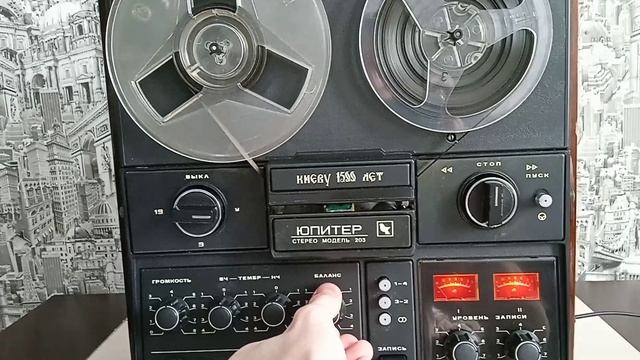 КИЕВУ 1500 ЛЕТ
ВЫКЛ
19
9
СТОП
ПУСК
ЮПИТЕР
СТЕРЕО МОДЕЛЬ 203
ГРОМКОСТЬ
ВЧ — ТЕМБР — НЧ
БАЛАНС
1-4
3-2
ЗАПИСЬ
I УРОВЕНЬ ЗАПИСИ II